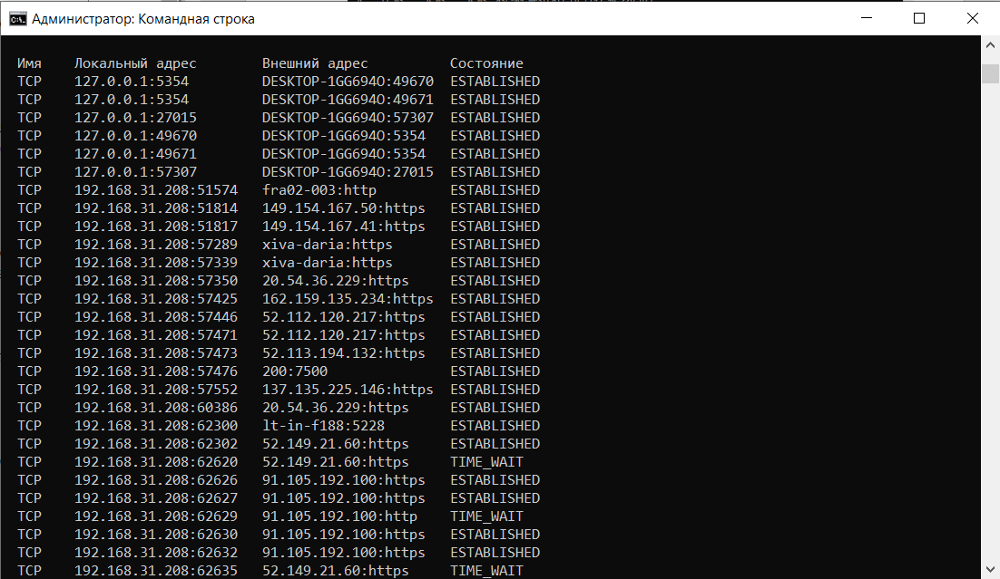 Администратор: Командная строка
Имя Локальный адрес Внешний адрес Состояние
TCP 127.0.0.1:5354 DESKTOP-1GG694O:49670 ESTABLISHED
TCP 127.0.0.1:5354 DESKTOP-1GG694O:49671 ESTABLISHED
TCP 127.0.0.1:27015 DESKTOP-1GG694O:57307 ESTABLISHED
TCP 127.0.0.1:49670 DESKTOP-1GG694O:5354 ESTABLISHED
TCP 127.0.0.1:49671 DESKTOP-1GG694O:5354 ESTABLISHED
TCP 127.0.0.1:57307 DESKTOP-1GG694O:27015 ESTABLISHED
TCP 192.168.31.208:51574 fra02-003:http ESTABLISHED
TCP 192.168.31.208:51814 149.154.167.50:https ESTABLISHED
TCP 192.168.31.208:51817 149.154.167.41:https ESTABLISHED
TCP 192.168.31.208:57289 xiva-daria:https ESTABLISHED
TCP 192.168.31.208:57339 xiva-daria:https ESTABLISHED
TCP 192.168.31.208:57350 20.54.36.229:https ESTABLISHED
TCP 192.168.31.208:57425 162.159.135.234:https ESTABLISHED
TCP 192.168.31.208:57446 52.112.120.217:https ESTABLISHED
TCP 192.168.31.208:57471 52.112.120.217:https ESTABLISHED
TCP 192.168.31.208:57473 52.113.194.132:https ESTABLISHED
TCP 192.168.31.208:57476 200:7500 ESTABLISHED
TCP 192.168.31.208:57552 137.135.225.146:https ESTABLISHED
TCP 192.168.31.208:60386 20.54.36.229:https ESTABLISHED
TCP 192.168.31.208:62300 lt-in-f188:5228 ESTABLISHED
TCP 192.168.31.208:62302 52.149.21.60:https ESTABLISHED
TCP 192.168.31.208:62620 52.149.21.60:https TIME_WAIT
TCP 192.168.31.208:62626 91.105.192.100:https ESTABLISHED
TCP 192.168.31.208:62627 91.105.192.100:https ESTABLISHED
TCP 192.168.31.208:62629 91.105.192.100:http TIME_WAIT
TCP 192.168.31.208:62630 91.105.192.100:https ESTABLISHED
TCP 192.168.31.208:62632 91.105.192.100:https ESTABLISHED
TCP 192.168.31.208:62635 52.149.21.60:https TIME_WAIT